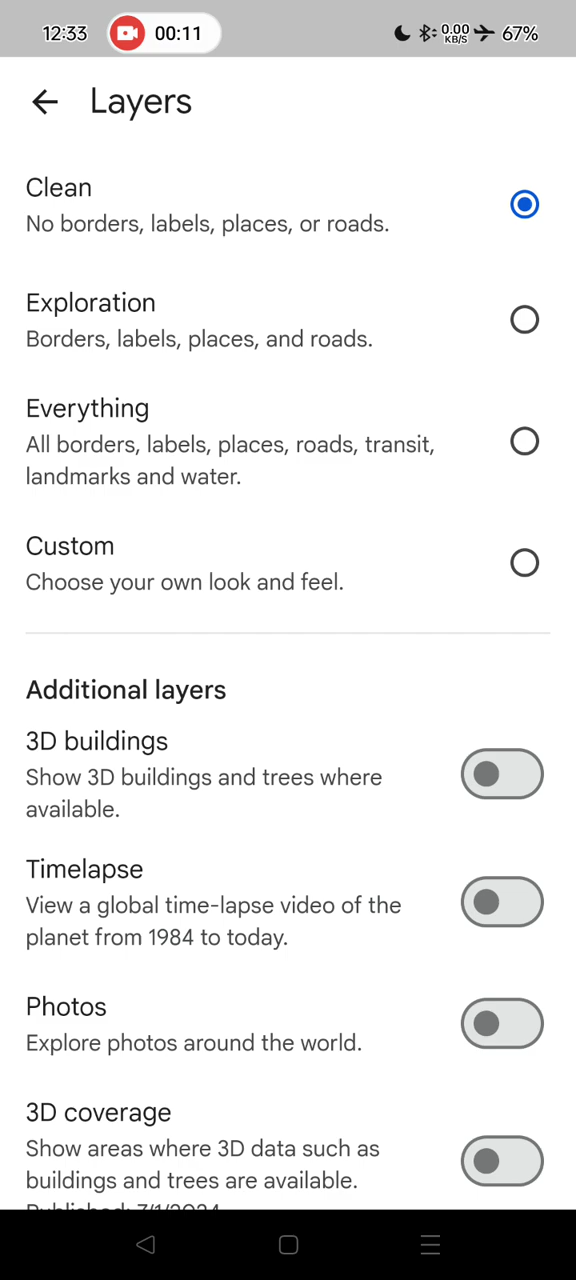 12:33 00:11 0.00 KB/S 67%
Layers
Clean
No borders, labels, places, or roads.
Exploration
Borders, labels, places, and roads.
Everything
All borders, labels, places, roads, transit,
landmarks and water.
Custom
Choose your own look and feel.
Additional layers
3D buildings
Show 3D buildings and trees where
available.
Timelapse
View a global time-lapse video of the
planet from 1984 to today.
Photos
Explore photos around the world.
3D coverage
Show areas where 3D data such as
buildings and trees are available.
Published: 7/1/2024